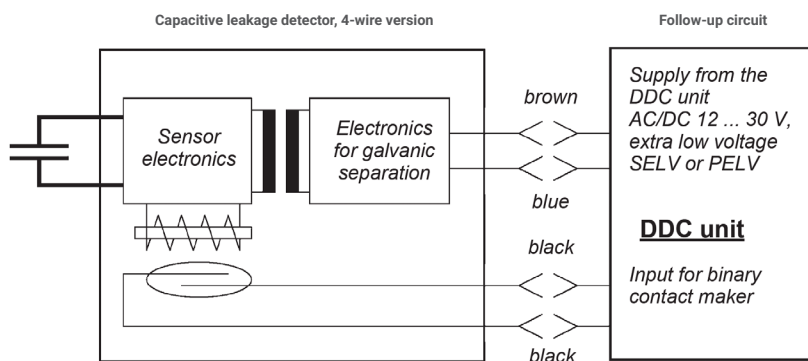 Capacitive leakage detector, 4-wire version
Follow-up circuit
Sensor
electronics
Electronics
for galvanic
separation
brown
blue
black
black
Supply from the
DDC unit
AC/DC 12 ... 30 V,
extra low voltage
SELV or PELV
DDC unit
Input for binary
contact maker